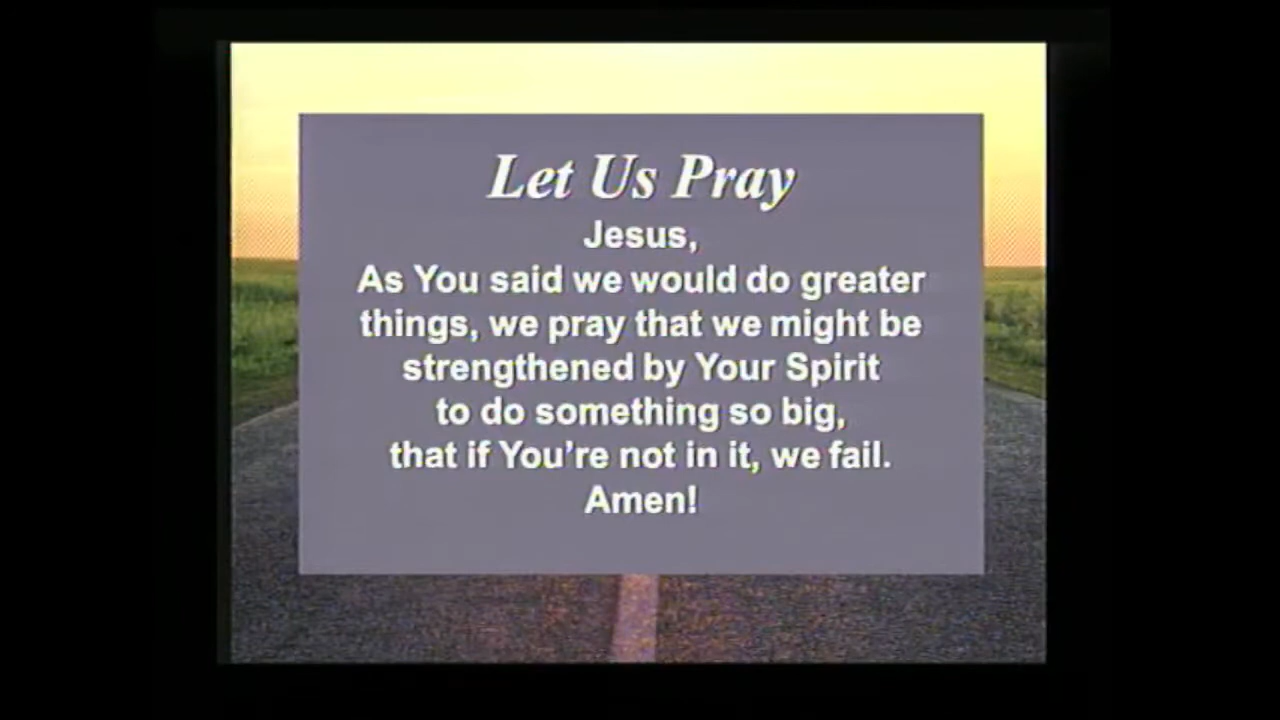 Let Us Pray
Jesus,
As You said we would do greater
things, we pray that we might be
strengthened by Your Spirit
to do something so big,
that if You’re not in it, we fail.
Amen!